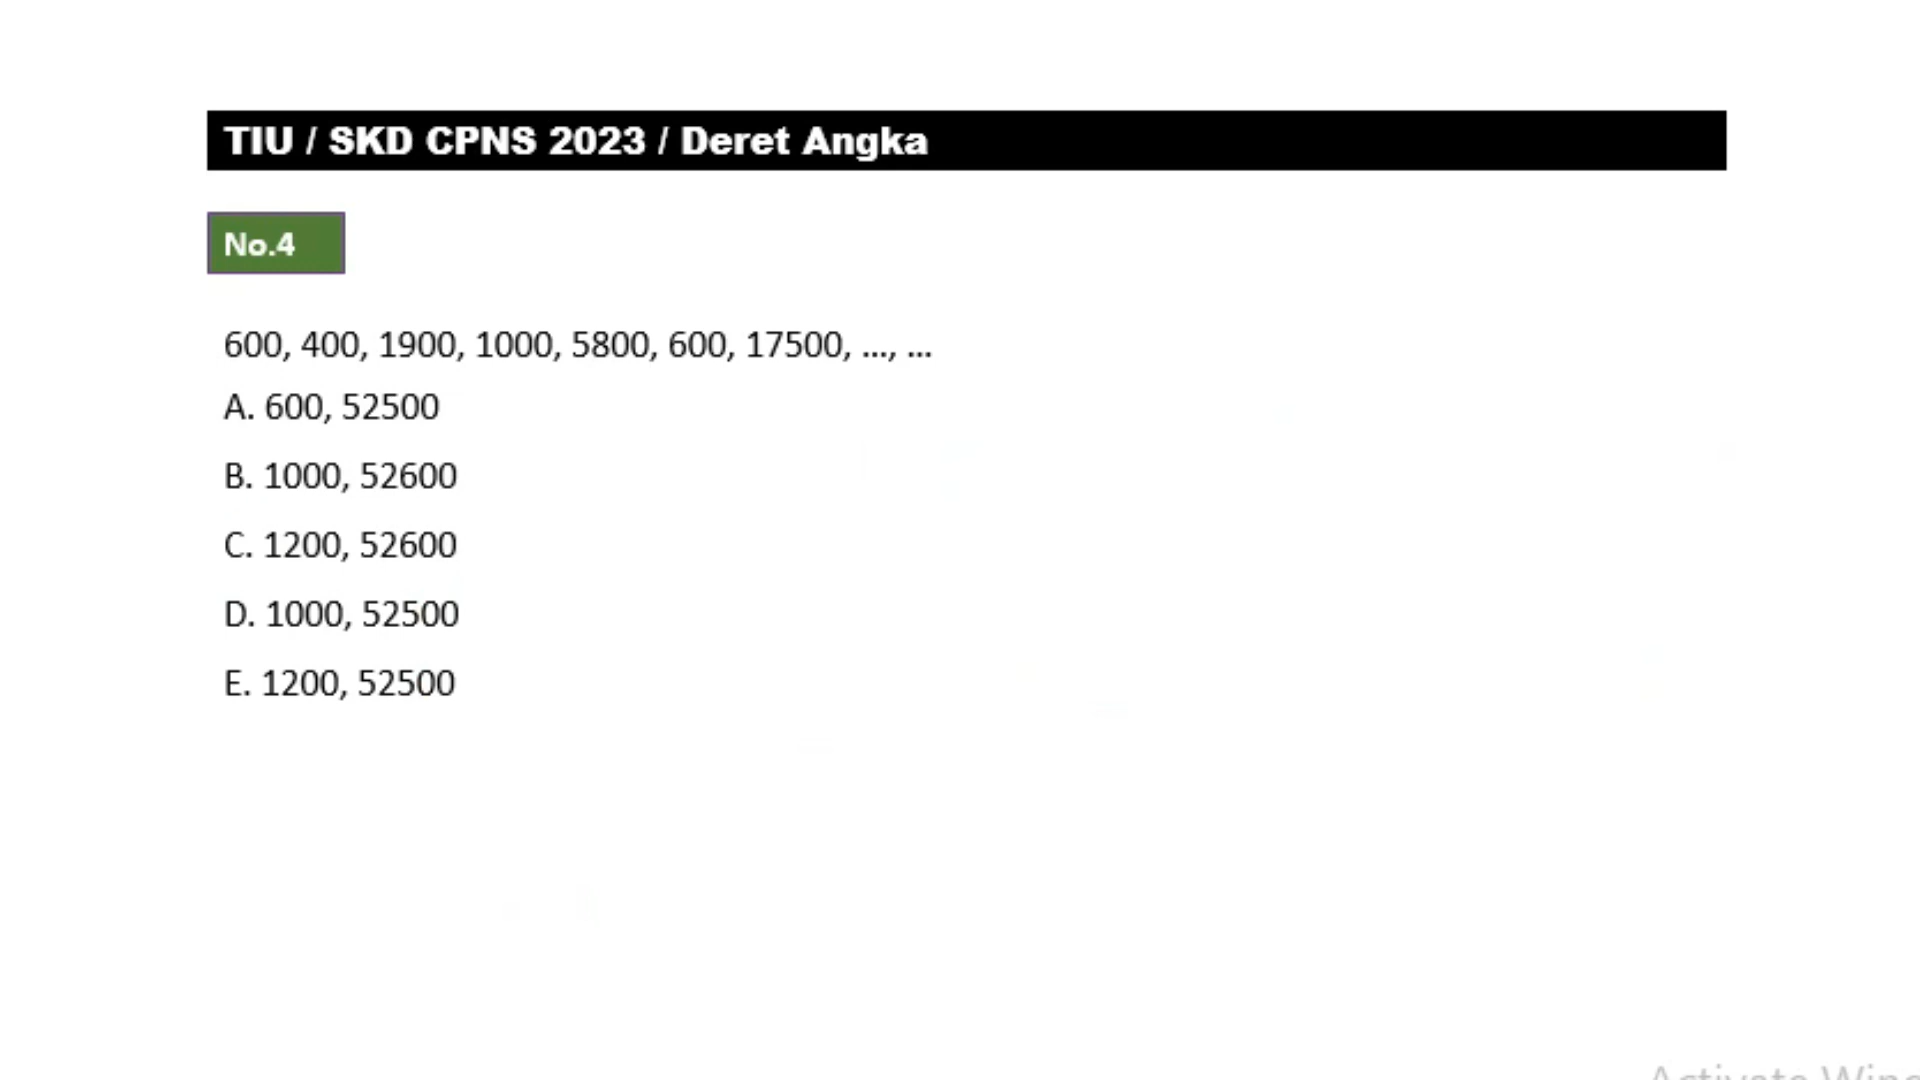 TIU / SKD CPNS 2023 / Deret Angka
No.4
600, 400, 1900, 1000, 5800, 600, 17500, ..., ...
A. 600, 52500
B. 1000, 52600
C. 1200, 52600
D. 1000, 52500
E. 1200, 52500
Activate